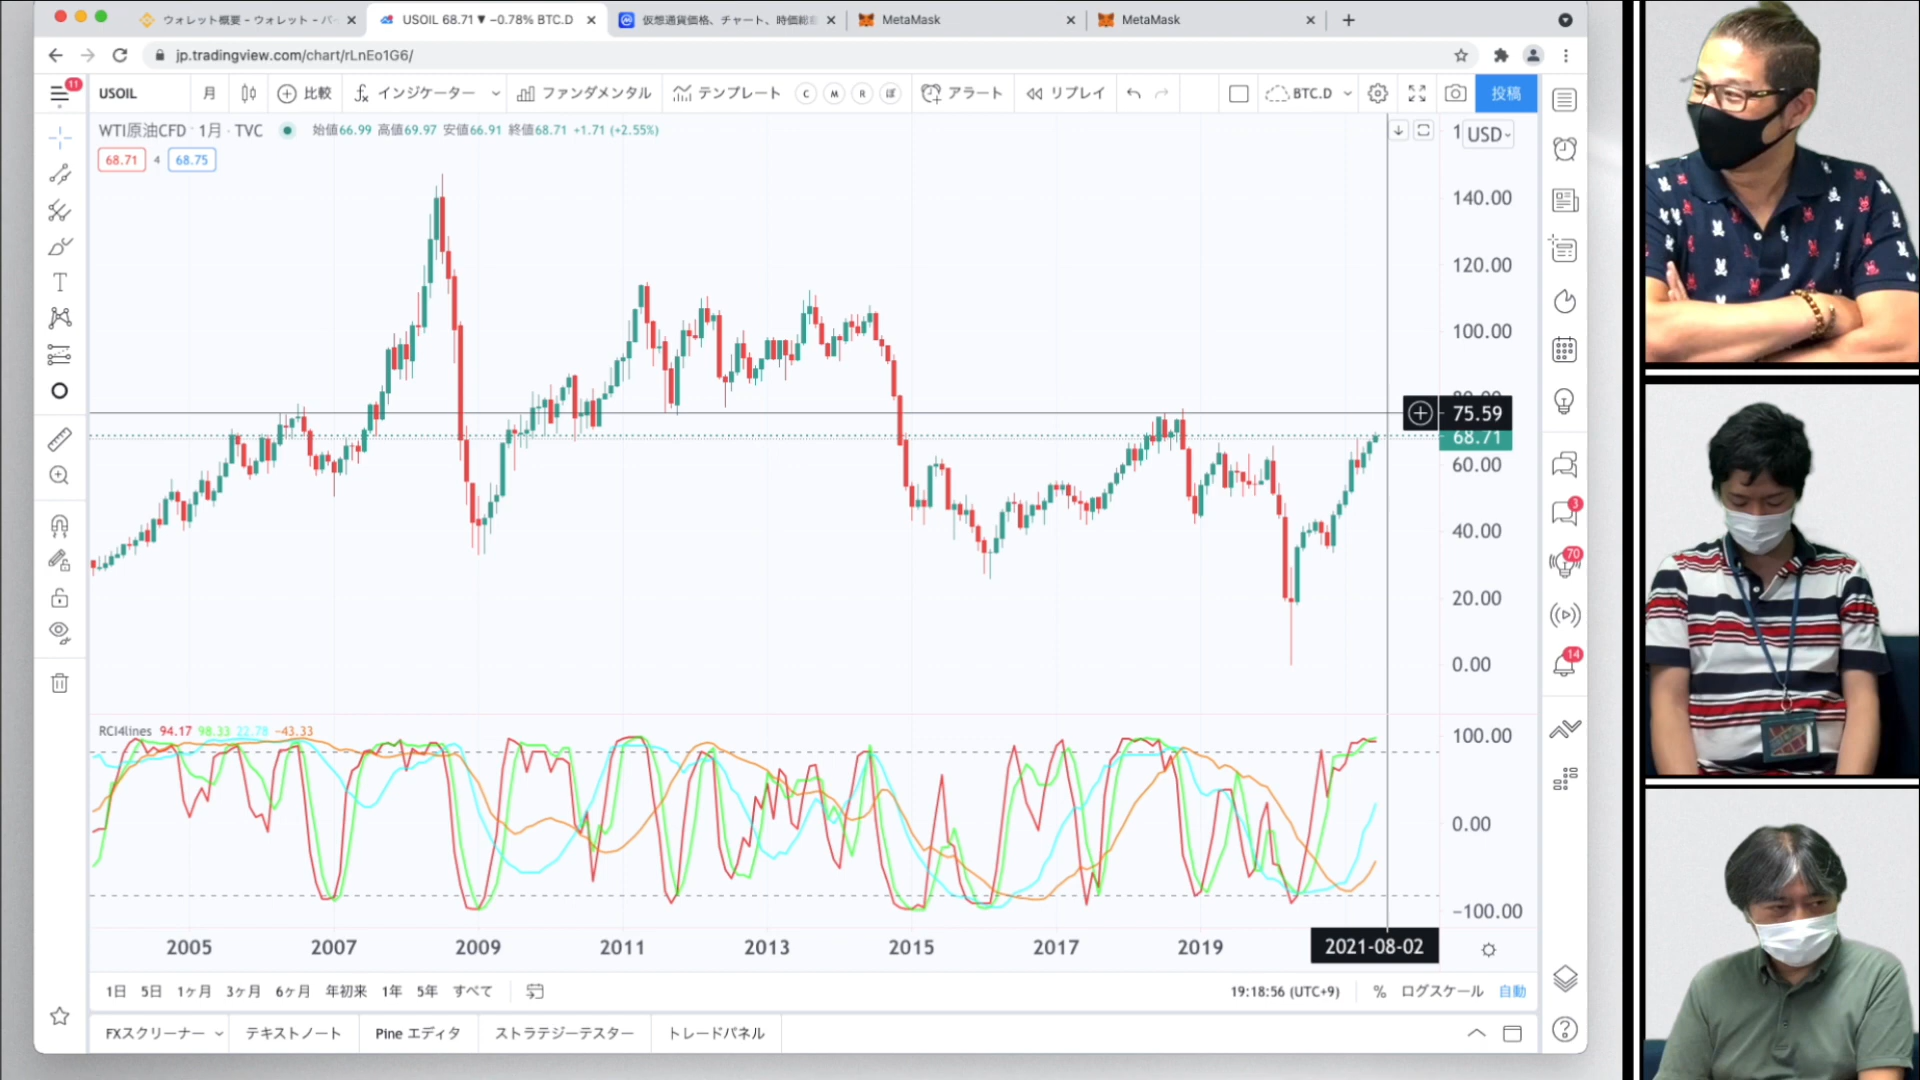 ウォレット概要 - ウォレット - バ
USOIL 68.71 ▼ −0.78% BTC.D
仮想通貨価格、チャート、時価総
MetaMask
MetaMask
jp.tradingview.com/chart/rLnEo1G6/
11
USOIL
月
比較
インジケーター
ファンダメンタル
テンプレート
C
M
R
ぽ
アラート
リプレイ
BTC.D
投稿
WTI原油CFD · 1月 · TVC
始値66.99 高値69.97 安値66.91 終値68.71 +1.71 (+2.55%)
USD
68.71
4
68.75
140.00
120.00
100.00
80.00
75.59
68.71
60.00
40.00
20.00
0.00
3
70
14
RCI4lines 94.17 98.33 22.78 −43.33
100.00
0.00
−100.00
2005
2007
2009
2011
2013
2015
2017
2019
2021-08-02
1日
5日
1ヶ月
3ヶ月
6ヶ月
年初来
1年
5年
すべて
19:18:56 (UTC+9)
%
ログスケール
自動
FXスクリーナー
テキストノート
Pine エディタ
ストラテジーテスター
トレードパネル